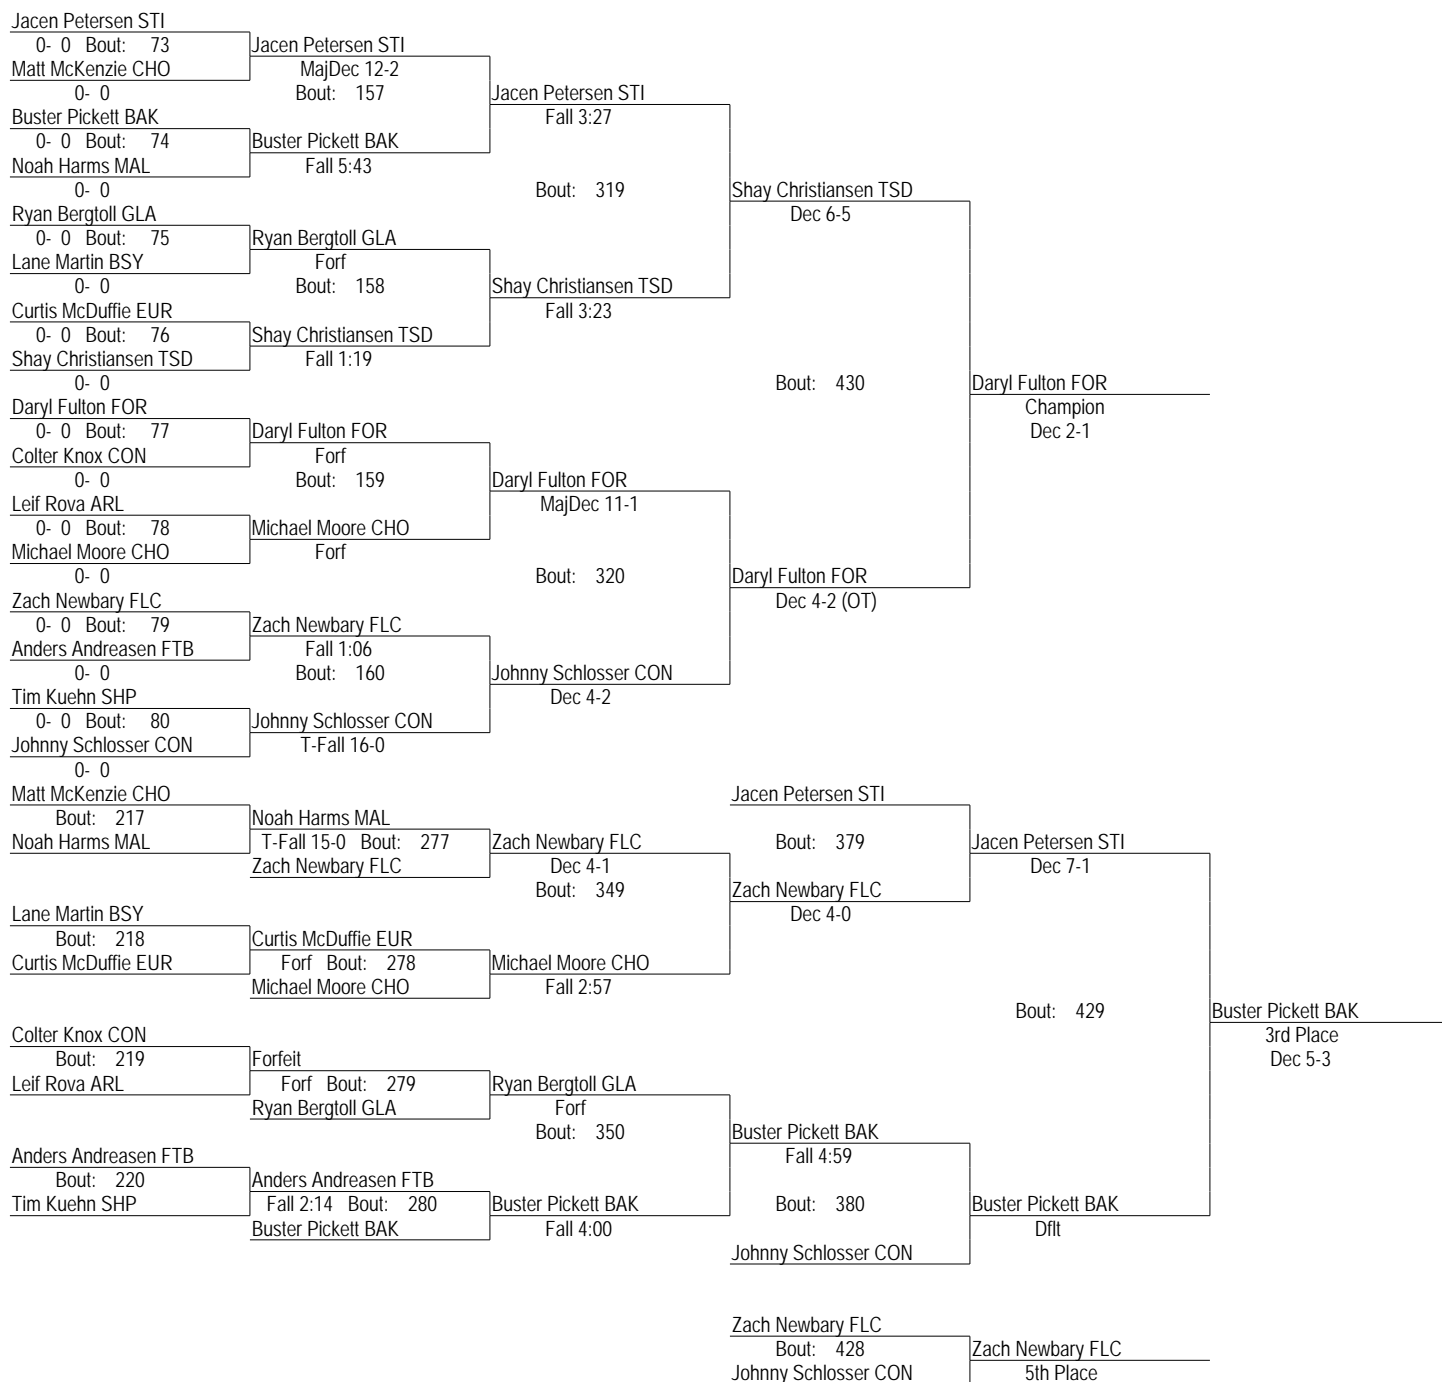 Jacen Petersen STI
0- 0 Bout: 73 Jacen Petersen STI
Matt McKenzie CHO MajDec 12-2
0- 0 Bout: 157 Jacen Petersen STI
Buster Pickett BAK Fall 3:27
0- 0 Bout: 74 Buster Pickett BAK
Noah Harms MAL Fall 5:43
0- 0 Bout: 319 Shay Christiansen TSD
Ryan Bergtoll GLA Dec 6-5
0- 0 Bout: 75 Ryan Bergtoll GLA
Lane Martin BSY Forf
0- 0 Bout: 158 Shay Christiansen TSD
Curtis McDuffie EUR Fall 3:23
0- 0 Bout: 76 Shay Christiansen TSD
Shay Christiansen TSD Fall 1:19
0- 0 Bout: 430 Daryl Fulton FOR
Daryl Fulton FOR Champion
0- 0 Bout: 77 Daryl Fulton FOR Dec 2-1
Colter Knox CON Forf
0- 0 Bout: 159 Daryl Fulton FOR
Leif Rova ARL MajDec 11-1
0- 0 Bout: 78 Michael Moore CHO
Michael Moore CHO Forf
0- 0 Bout: 320 Daryl Fulton FOR
Zach Newbary FLC Dec 4-2 (OT)
0- 0 Bout: 79 Zach Newbary FLC
Anders Andreasen FTB Fall 1:06
0- 0 Bout: 160 Johnny Schlosser CON
Tim Kuehn SHP Dec 4-2
0- 0 Bout: 80 Johnny Schlosser CON
Johnny Schlosser CON T-Fall 16-0
0- 0
Matt McKenzie CHO Jacen Petersen STI
Bout: 217 Noah Harms MAL
Noah Harms MAL T-Fall 15-0 Bout: 277 Zach Newbary FLC Bout: 379 Jacen Petersen STI
Zach Newbary FLC Dec 4-1 Dec 7-1
Bout: 349 Zach Newbary FLC
Lane Martin BSY Dec 4-0
Bout: 218 Curtis McDuffie EUR
Curtis McDuffie EUR Forf Bout: 278 Michael Moore CHO
Michael Moore CHO Fall 2:57
Bout: 429 Buster Pickett BAK
Colter Knox CON 3rd Place
Bout: 219 Forfeit Dec 5-3
Leif Rova ARL Forf Bout: 279 Ryan Bergtoll GLA
Ryan Bergtoll GLA Forf
Bout: 350 Buster Pickett BAK
Anders Andreasen FTB Fall 4:59
Bout: 220 Anders Andreasen FTB
Tim Kuehn SHP Fall 2:14 Bout: 280 Buster Pickett BAK Bout: 380 Buster Pickett BAK
Buster Pickett BAK Fall 4:00 Dflt
Johnny Schlosser CON
Zach Newbary FLC
Bout: 428 Zach Newbary FLC
Johnny Schlosser CON 5th Place